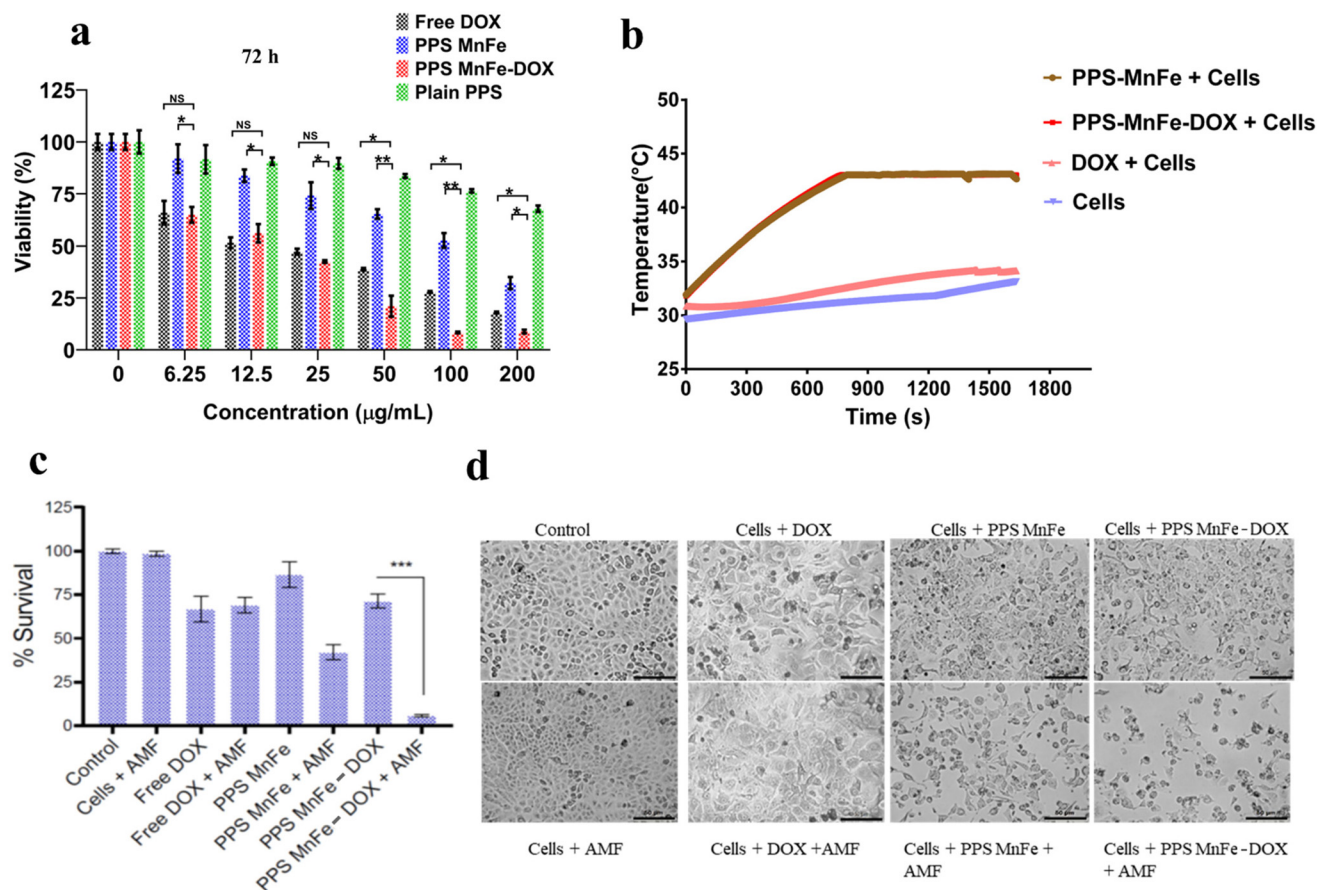 a
72 h
Free DOX
PPS MnFe
PPS MnFe-DOX
Plain PPS
Viability (%)
125
100
75
50
25
0
NS
*
NS
*
NS
*
*
**
*
**
*
*
0 6.25 12.5 25 50 100 200
Concentration (μg/mL)
b
Temperature(°C)
50
45
40
35
30
25
0 300 600 900 1200 1500 1800
Time (s)
PPS-MnFe + Cells
PPS-MnFe-DOX + Cells
DOX + Cells
Cells
c
% Survival
125
100
75
50
25
0
***
Control
Cells + AMF
Free DOX
Free DOX + AMF
PPS MnFe
PPS MnFe + AMF
PPS MnFe – DOX
PPS MnFe – DOX + AMF
d
Control Cells + DOX Cells + PPS MnFe Cells + PPS MnFe-DOX
50 μm
Cells + AMF Cells + DOX +AMF Cells + PPS MnFe + AMF Cells + PPS MnFe-DOX + AMF